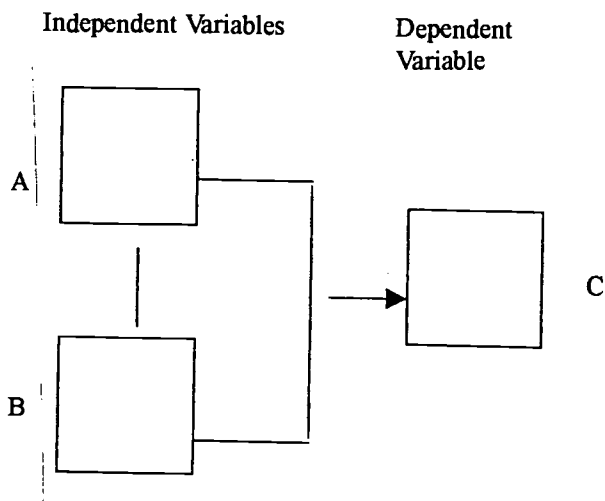 Independent Variables
Dependent
Variable
A
B
C